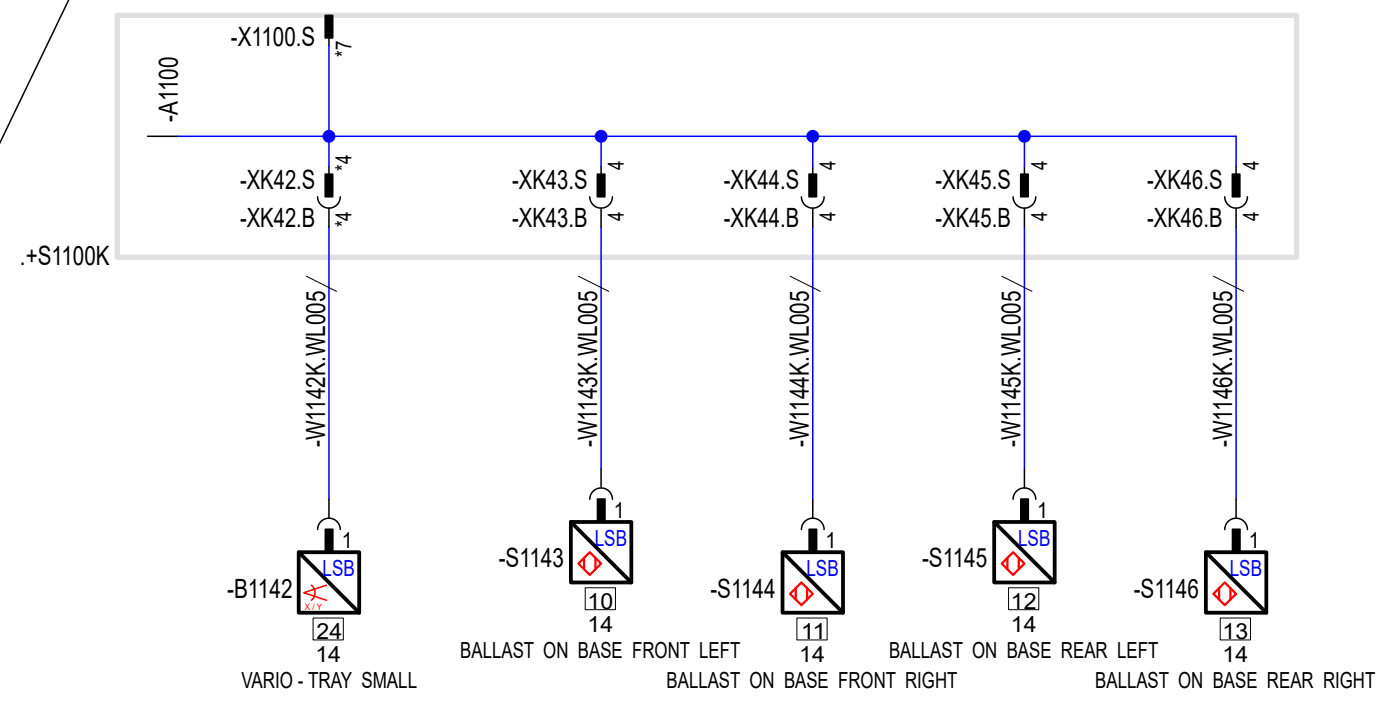 -X1100.S
*7
-A1100
*4
4
4
4
4
-XK42.S
-XK43.S
-XK44.S
-XK45.S
-XK46.S
-XK42.B
*4
-XK43.B
4
-XK44.B
4
-XK45.B
4
-XK46.B
4
.+S1100K
-W1142K.WL005
-W1143K.WL005
-W1144K.WL005
-W1145K.WL005
-W1146K.WL005
1
1
1
1
1
LSB
LSB
LSB
LSB
LSB
X/Y
-B1142
-S1143
-S1144
-S1145
-S1146
24
10
11
12
13
14
14
14
14
14
BALLAST ON BASE FRONT LEFT
BALLAST ON BASE REAR LEFT
VARIO - TRAY SMALL
BALLAST ON BASE FRONT RIGHT
BALLAST ON BASE REAR RIGHT